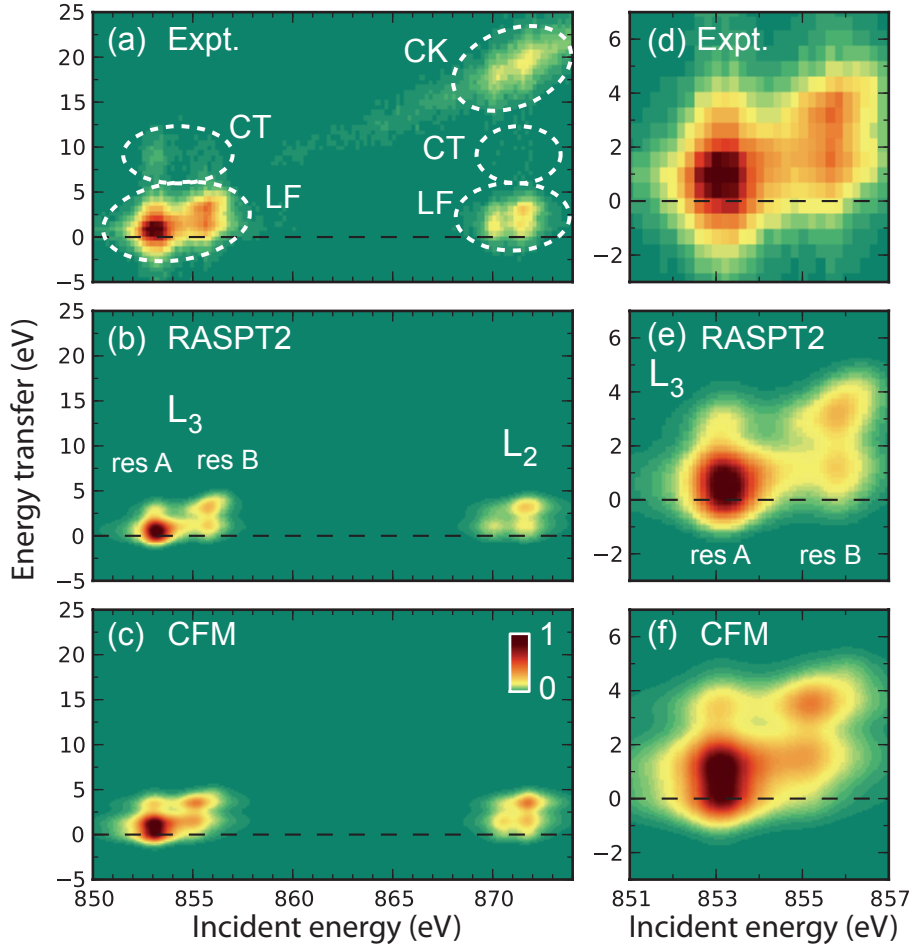 (a) Expt.
CK
CT
CT
LF
LF
25
20
15
10
5
0
−5
(d) Expt.
6
4
2
0
−2
(b) RASPT2
L3
res A
res B
L2
25
20
15
10
5
0
−5
(e) RASPT2
L3
res A
res B
6
4
2
0
−2
Energy transfer (eV)
(c) CFM
1
0
25
20
15
10
5
0
−5
850 855 860 865 870
Incident energy (eV)
(f) CFM
6
4
2
0
−2
851 853 855 857
Incident energy (eV)